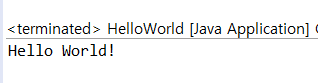 <terminated> HelloWorld [Java Application]
Hello World!